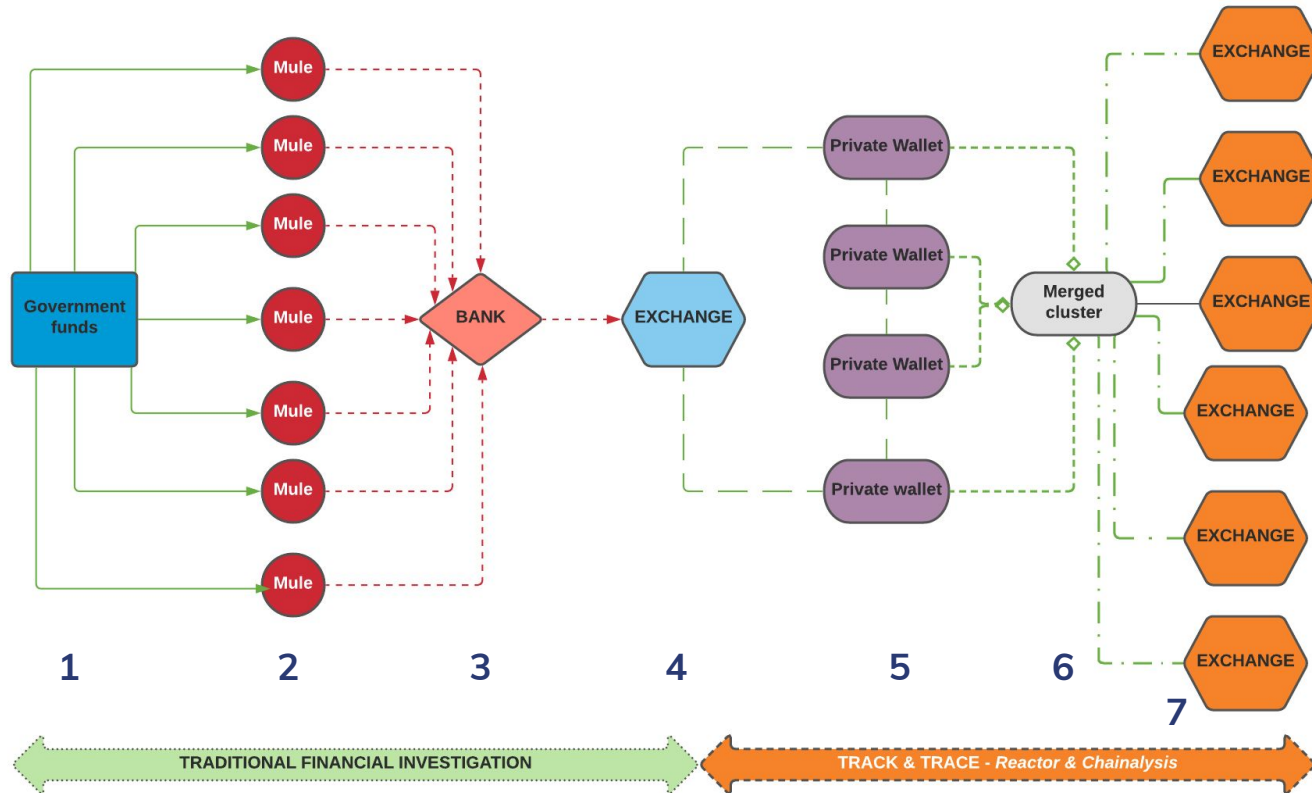 Government
funds
Mule
Mule
Mule
Mule
Mule
Mule
Mule
BANK
EXCHANGE
Private Wallet
Private Wallet
Private Wallet
Private wallet
Merged
cluster
EXCHANGE
EXCHANGE
EXCHANGE
EXCHANGE
EXCHANGE
EXCHANGE
1
2
3
4
5
6
7
TRADITIONAL FINANCIAL INVESTIGATION
TRACK & TRACE - Reactor & Chainalysis